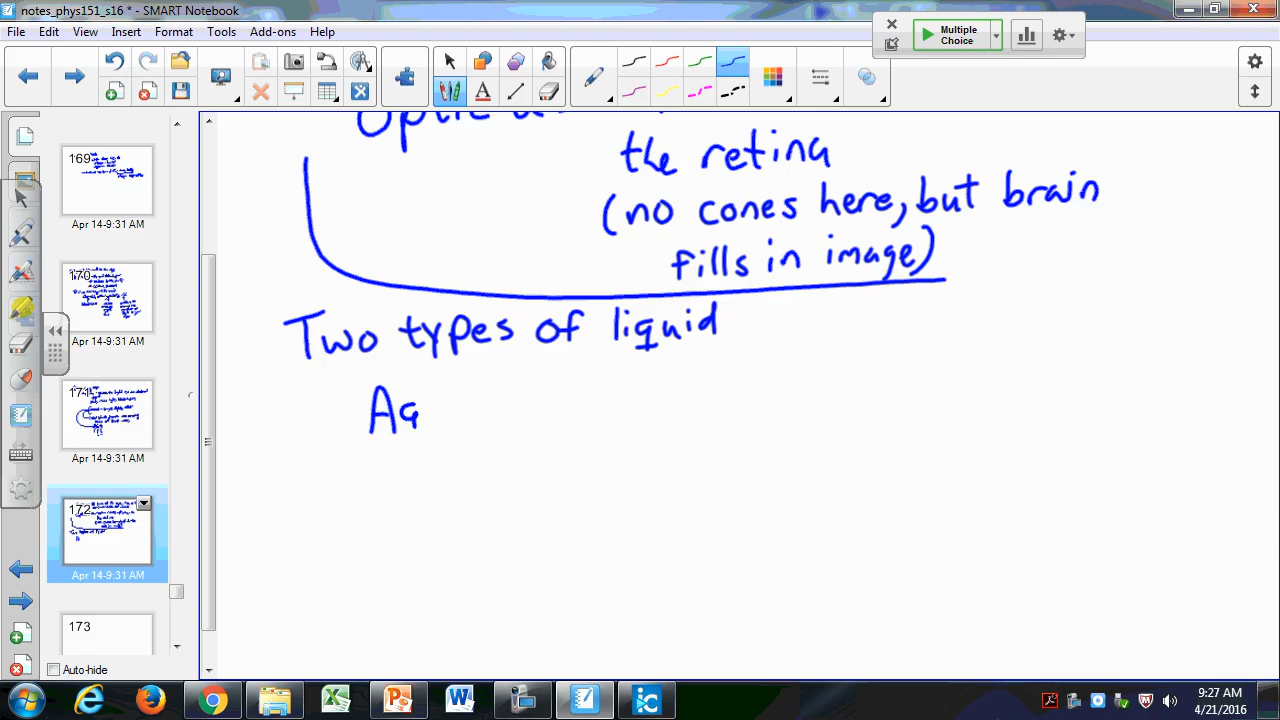 notes_phys151_s16 * - SMART Notebook
File Edit View Insert Format Tools Add-ons Help
Multiple Choice
Optic
the retina
(no cones here, but brain
fills in image)
Two types of liquid
169
Apr 14-9:31 AM
170
Apr 14-9:31 AM
171
Apr 14-9:31 AM
172
Apr 14-9:31 AM
173
Auto-hide
9:27 AM
4/21/2016